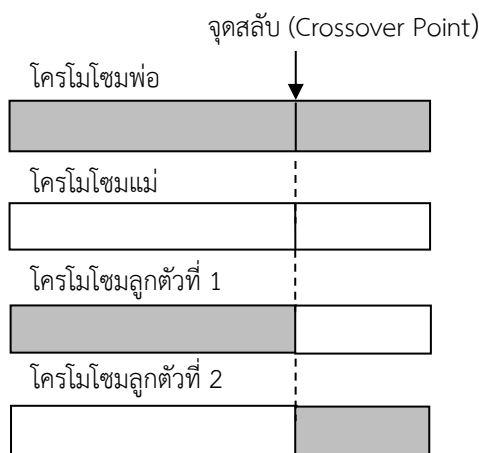 จุดสลับ (Crossover Point)
โครโมโซมพ่อ
โครโมโซมแม่
โครโมโซมลูกตัวที่ 1
โครโมโซมลูกตัวที่ 2